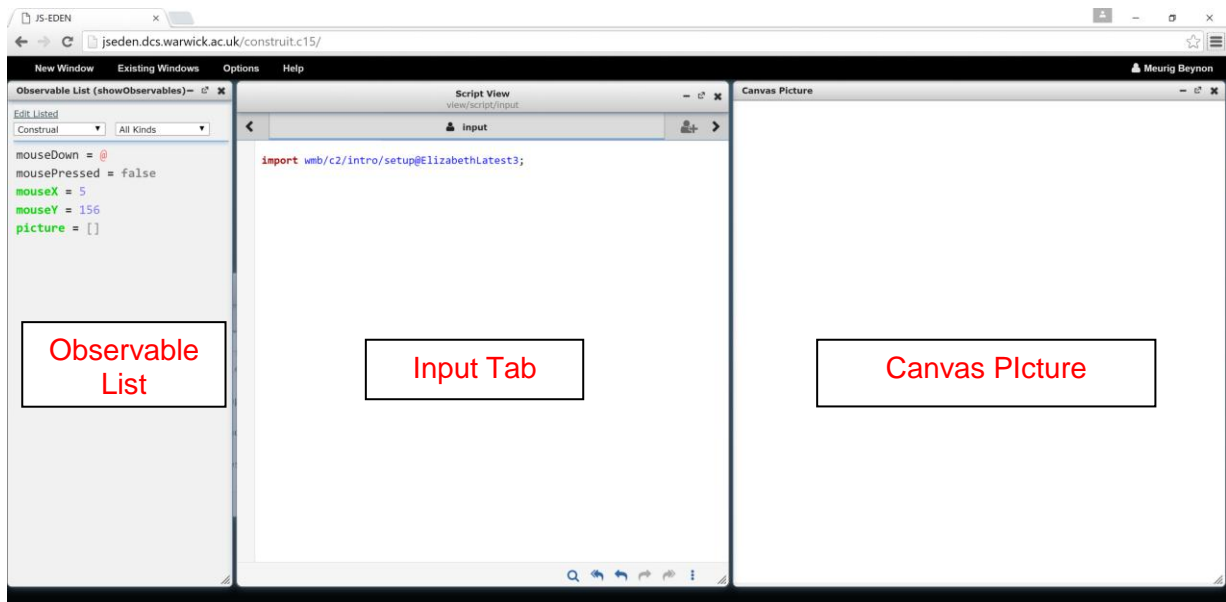 JS-EDEN
jseden.dcs.warwick.ac.uk/construit.c15/
New Window Existing Windows Options Help Meurig Beynon
Observable List (showObservables)
Edit Listed
Construal All Kinds
mouseDown = @
mousePressed = false
mouseX = 5
mouseY = 156
picture = []
Observable
List
Script View
view/script/input
input
import wmb/c2/intro/setup@ElizabethLatest3;
Input Tab
Canvas Picture
Canvas PIcture